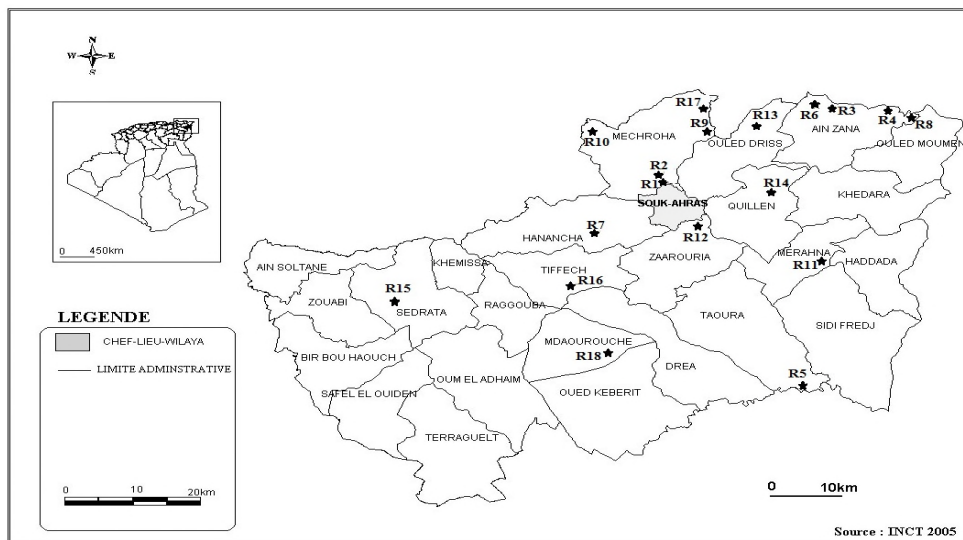 N
W E
S
0 450km
LEGENDE
CHEF-LIEU-WILAYA
LIMITE ADMINSTRATIVE
0 10 20km
R17
R9
R10
MECHROHA
R13
OULED DRISS
R6
R3
AIN ZANA
R4
R8
OULED MOUMEN
R2
R1
SOUK-AHRAS
R14
QUILLEN
KHEDARA
R7
HANANCHA
R12
ZAAROURIA
MERAHNA
R11
HADDADA
AIN SOLTANE
KHEMISSA
TIFFECH
R16
ZOUABI
R15
SEDRATA
RAGGOUBA
TAOURA
SIDI FREDJ
BIR BOU HAOUCH
MDAOUROUCHE
R18
DREA
R5
SAFEL EL OUIDEN
OUM EL ADHAIM
OUED KEBERIT
TERRAGUELT
0 10km
Source : INCT 2005